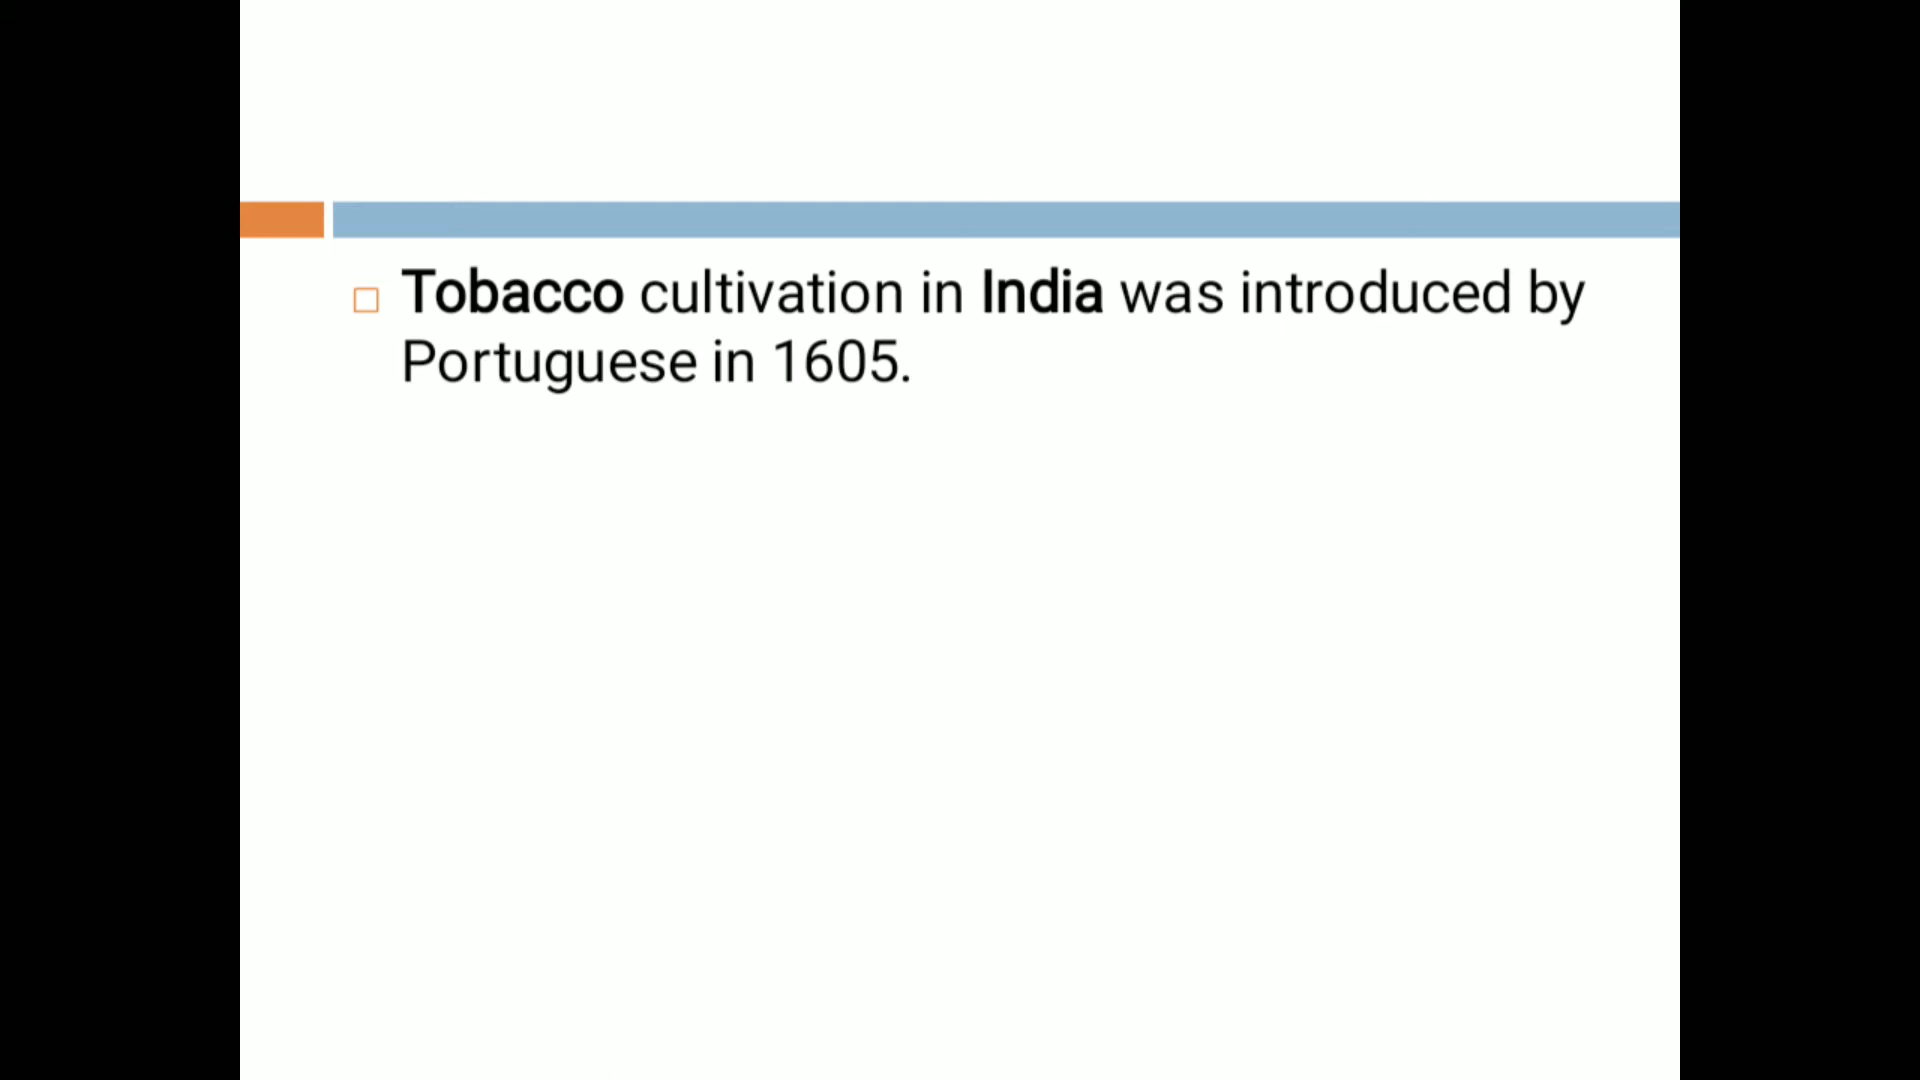 Tobacco cultivation in India was introduced by
Portuguese in 1605.